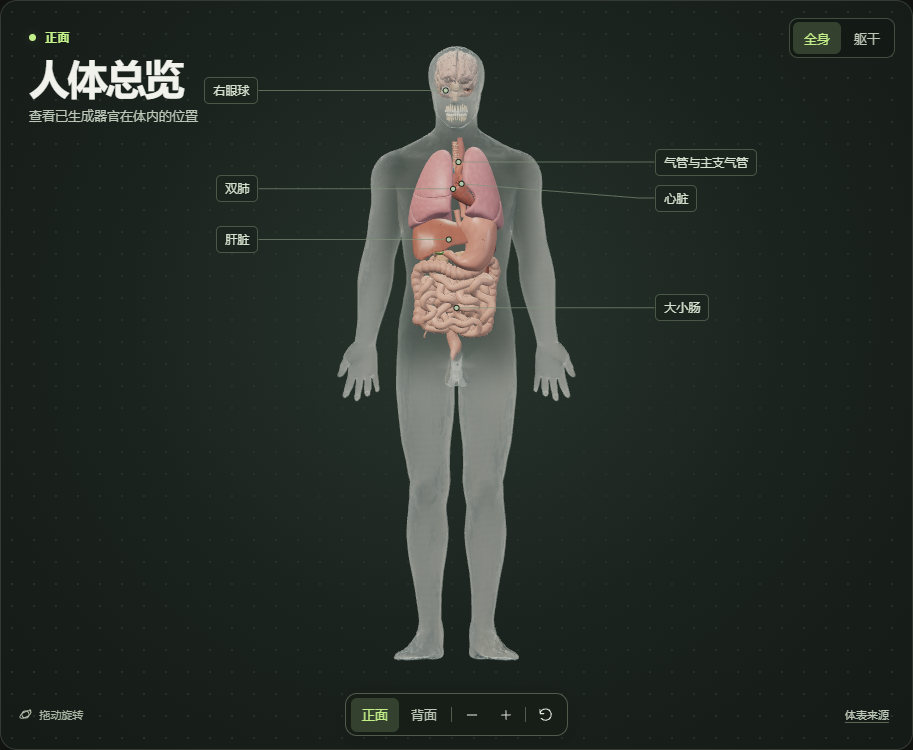 正面
人体总览
查看已生成器官在体内的位置
全身
躯干
右眼球
气管与主支气管
双肺
心脏
肝脏
大小肠
拖动旋转
正面
背面
体表来源